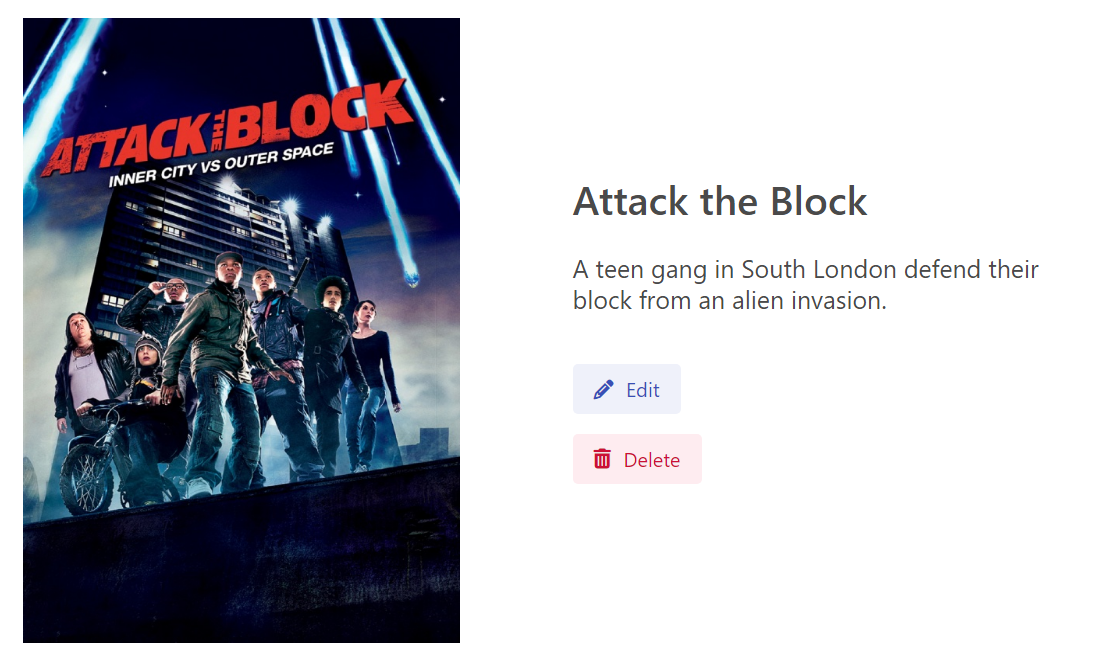 ATTACK THE BLOCK
INNER CITY VS OUTER SPACE
Attack the Block
A teen gang in South London defend their
block from an alien invasion.
Edit
Delete